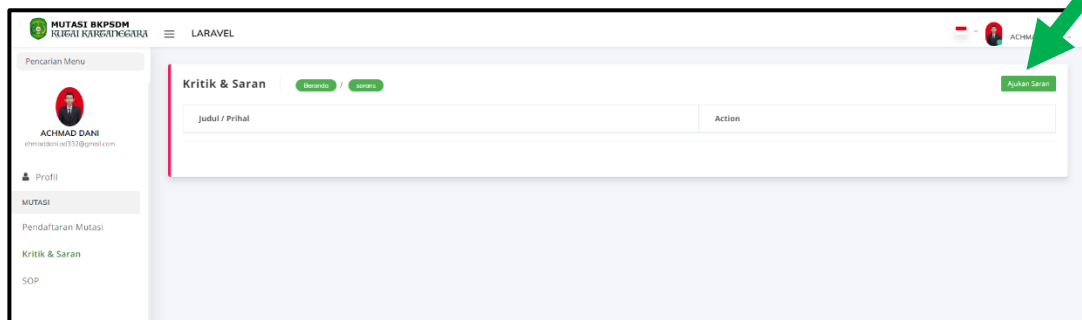 MUTASI BKPSDM
KUTAI KARTANEGARA
LARAVEL
Pencarian Menu
ACHMAD DANI
Profil
MUTASI
Pendaftaran Mutasi
Kritik & Saran
SOP
Kritik & Saran
Beranda / sarans
Ajukan Saran
Judul / Prihal
Action